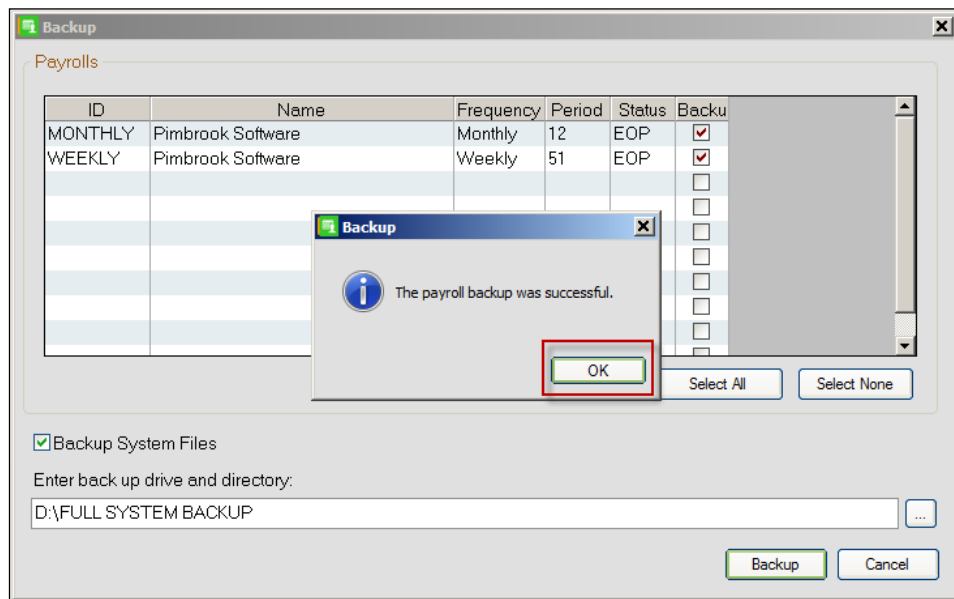 Backup
Payrolls
ID Name Frequency Period Status Backu
MONTHLY Pimbrook Software Monthly 12 EOP
WEEKLY Pimbrook Software Weekly 51 EOP
Backup
The payroll backup was successful.
OK
Select All Select None
Backup System Files
Enter back up drive and directory:
D:\FULL SYSTEM BACKUP
...
Backup Cancel